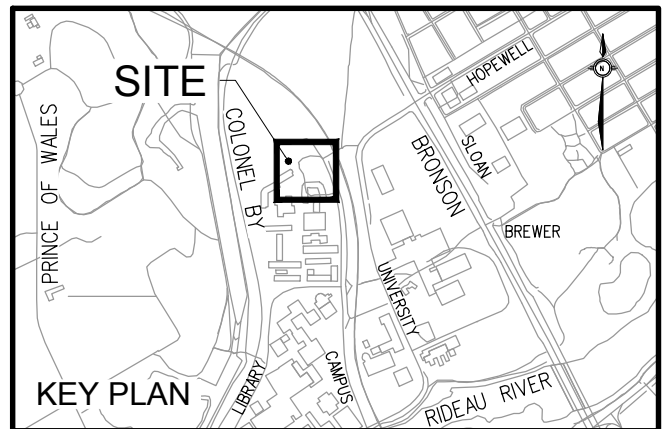 SITE
HOPEWELL
N
PRINCE OF WALES
COLONEL BY
BRONSON
SLOAN
BREWER
UNIVERSITY
LIBRARY
CAMPUS
RIDEAU RIVER
KEY PLAN